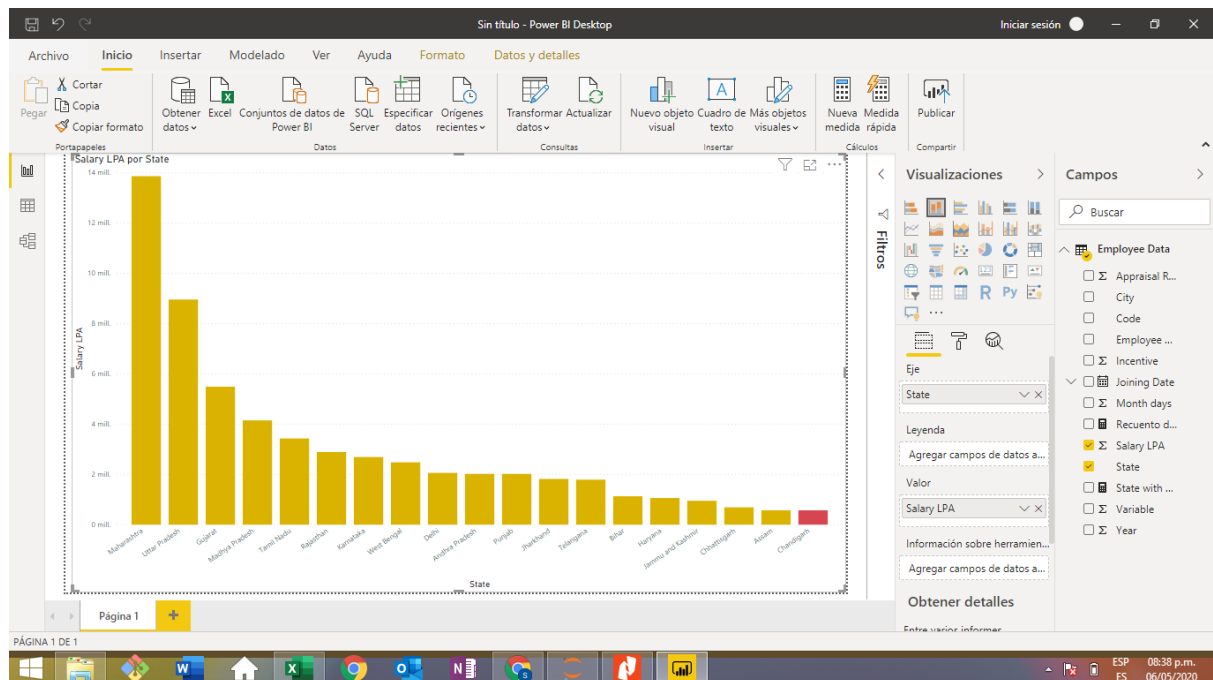 Sin título - Power BI Desktop
Iniciar sesión
Archivo Inicio Insertar Modelado Ver Ayuda Formato Datos y detalles
Pegar
Cortar
Copia
Copiar formato
Portapapeles
Obtener datos
Excel
Conjuntos de datos de Power BI
SQL Server
Especificar datos
Orígenes recientes
Datos
Transformar datos
Actualizar
Consultas
Nuevo objeto visual
Cuadro de texto
Más objetos visuales
Insertar
Nueva medida
Medida rápida
Cálculos
Publicar
Compartir
Salary LPA por State
14 mill.
12 mill.
10 mill.
8 mill.
6 mill.
4 mill.
2 mill.
0 mill.
Salary LPA
Maharashtra
Uttar Pradesh
Gujarat
Madhya Pradesh
Tamil Nadu
Rajasthan
Karnataka
West Bengal
Delhi
Andhra Pradesh
Punjab
Jharkhand
Telangana
Bihar
Haryana
Jammu and Kashmir
Chhattisgarh
Assam
Chandigarh
State
Filtros
Visualizaciones
123
R Py
Eje
State
Leyenda
Agregar campos de datos a...
Valor
Salary LPA
Información sobre herramien...
Agregar campos de datos a...
Obtener detalles
Entre varios informes
Campos
Buscar
Employee Data
Σ Appraisal R...
City
Code
Employee ...
Σ Incentive
Joining Date
Σ Month days
Recuento d...
Σ Salary LPA
State
State with ...
Σ Variable
Σ Year
Página 1
PÁGINA 1 DE 1
ESP
ES
08:38 p.m.
06/05/2020